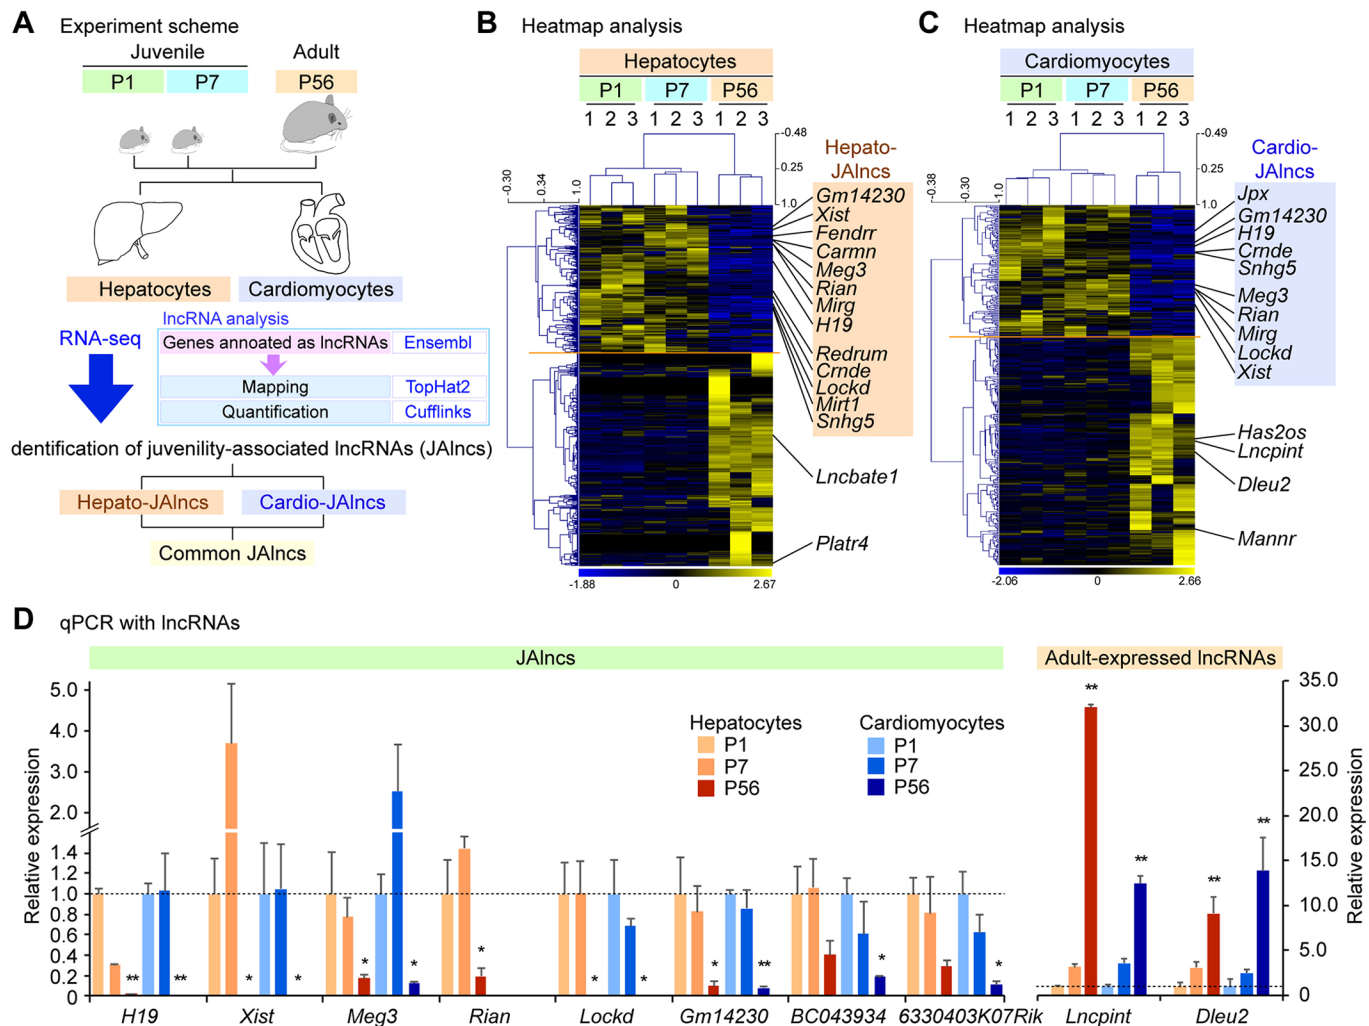 A Experiment scheme
Juvenile Adult
P1 P7 P56
Hepatocytes Cardiomyocytes
RNA-seq
lncRNA analysis
Genes annoated as lncRNAs Ensembl
Mapping TopHat2
Quantification Cufflinks
dentification of juvenility-associated lncRNAs (JAlncs)
Hepato-JAlncs Cardio-JAlncs
Common JAlncs
B Heatmap analysis
Hepatocytes
P1 P7 P56
1 2 3 1 2 3 1 2 3
-0.48
0.25
1.0
-0.30 0.34 1.0
Hepato-
JAlncs
Gm14230
Xist
Fendrr
Carmn
Meg3
Rian
Mirg
H19
Redrum
Crnde
Lockd
Mirt1
Snhg5
Lncbate1
Platr4
-1.88 0 2.67
C Heatmap analysis
Cardiomyocytes
P1 P7 P56
1 2 3 1 2 3 1 2 3
-0.49
0.25
1.0
-0.38 -0.30 1.0
Cardio-
JAlncs
Jpx
Gm14230
H19
Crnde
Snhg5
Meg3
Rian
Mirg
Lockd
Xist
Has2os
Lncpint
Dleu2
Mannr
-2.06 0 2.66
D qPCR with lncRNAs
JAlncs Adult-expressed lncRNAs
Relative expression
5.0
4.0
3.0
2.0
1.4
1.2
1.0
0.8
0.6
0.4
0.2
0
Hepatocytes Cardiomyocytes
P1 P1
P7 P7
P56 P56
** ** * * * * * * * * ** * * ** ** ** **
35.0
30.0
25.0
20.0
15.0
10.0
5.0
0
Relative expression
H19 Xist Meg3 Rian Lockd Gm14230 BC043934 6330403K07Rik Lncpint Dleu2